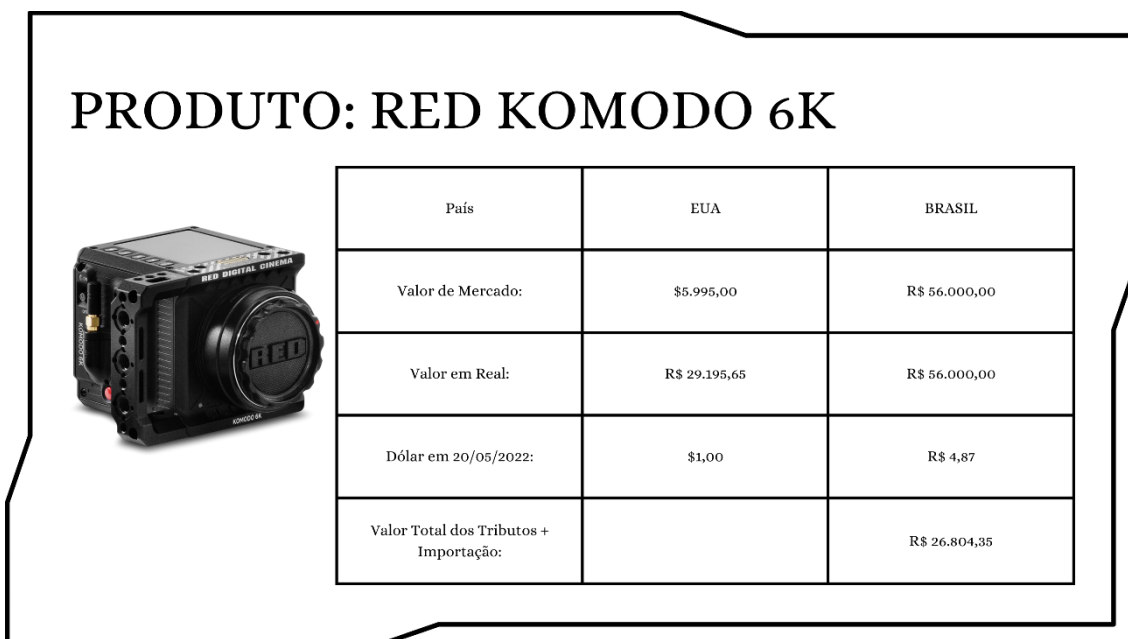 PRODUTO: RED KOMODO 6K
País
EUA
BRASIL
Valor de Mercado:
$5.995,00
R$ 56.000,00
Valor em Real:
R$ 29.195,65
R$ 56.000,00
Dólar em 20/05/2022:
$1,00
R$ 4,87
Valor Total dos Tributos +
Importação:
R$ 26.804,35
RED DIGITAL CINEMA
KOMODO 6K
RED
KOMODO 6K